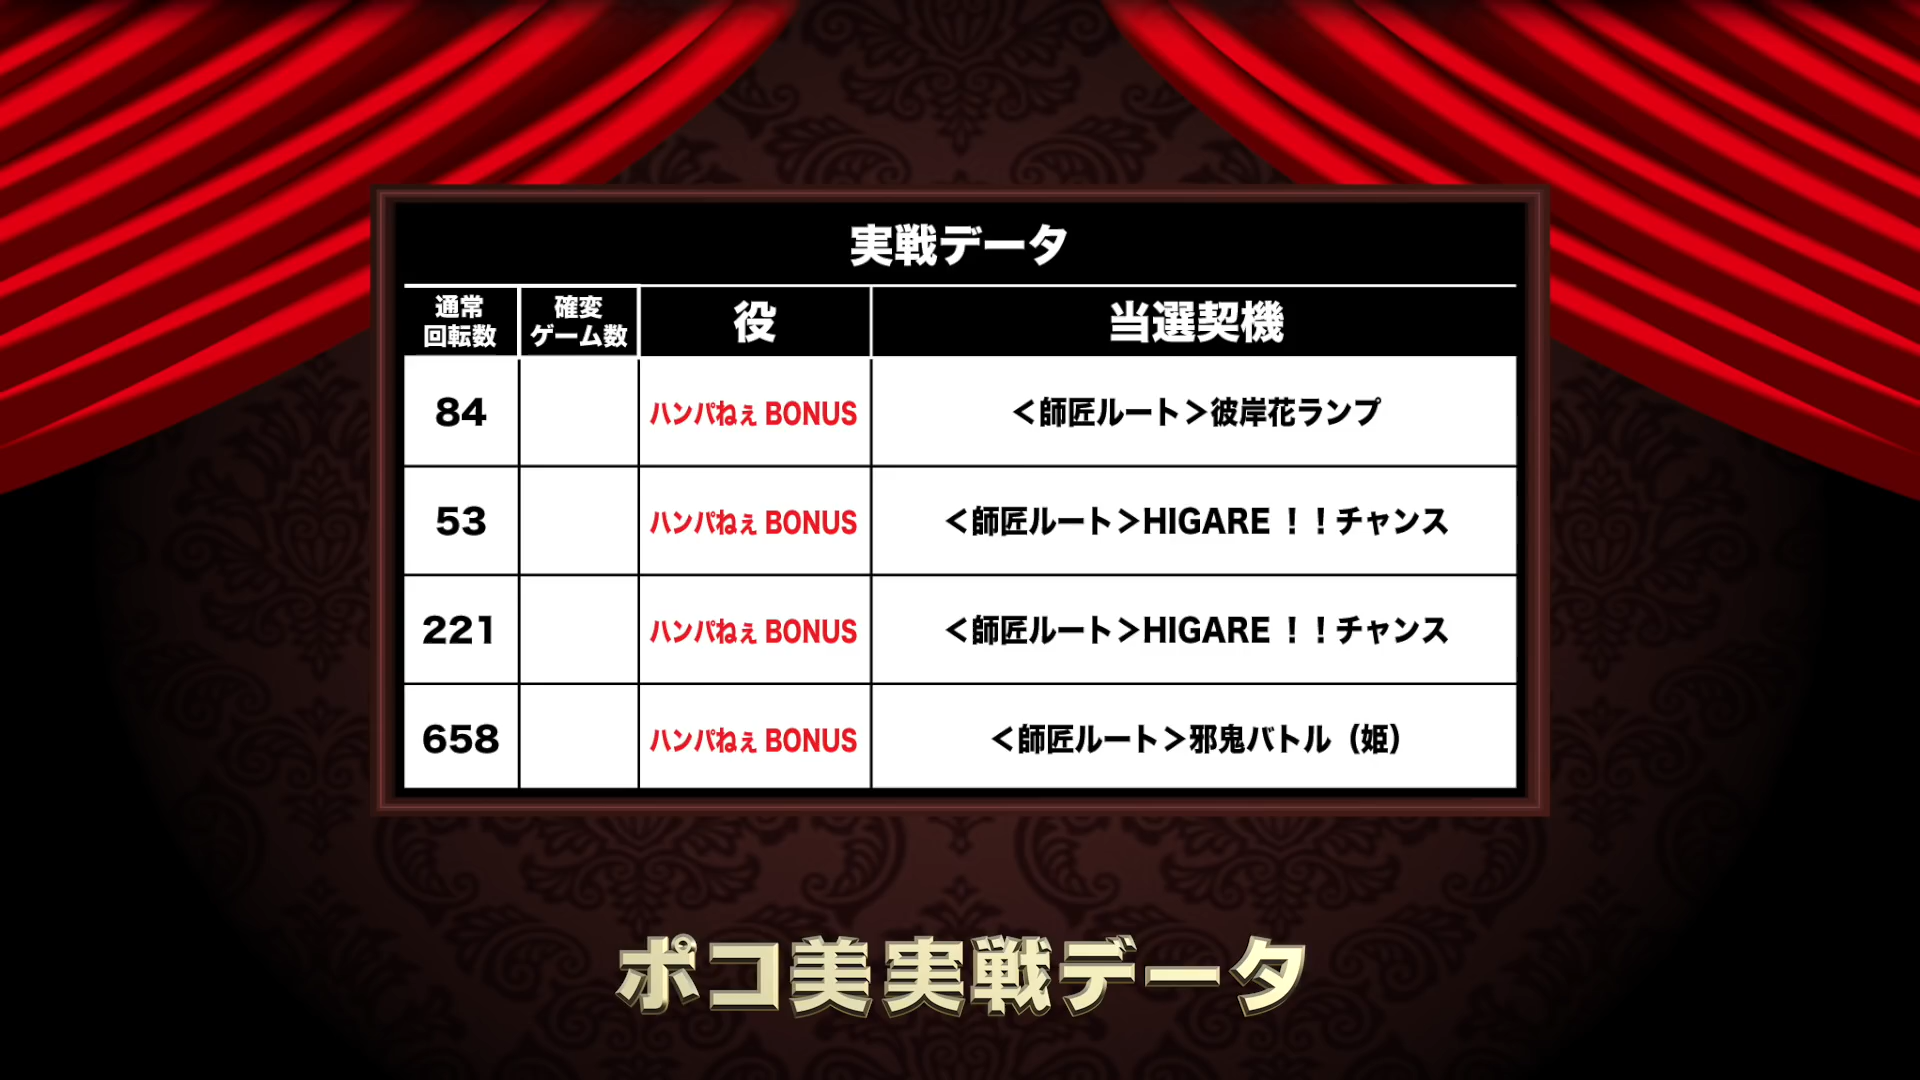 実戦データ
通常
回転数
確変
ゲーム数
役
当選契機
84 ハンパねぇ BONUS ＜師匠ルート＞彼岸花ランプ
53 ハンパねぇ BONUS ＜師匠ルート＞HIGARE！！チャンス
221 ハンパねぇ BONUS ＜師匠ルート＞HIGARE！！チャンス
658 ハンパねぇ BONUS ＜師匠ルート＞邪鬼バトル（姫）
ポコ美実戦データ